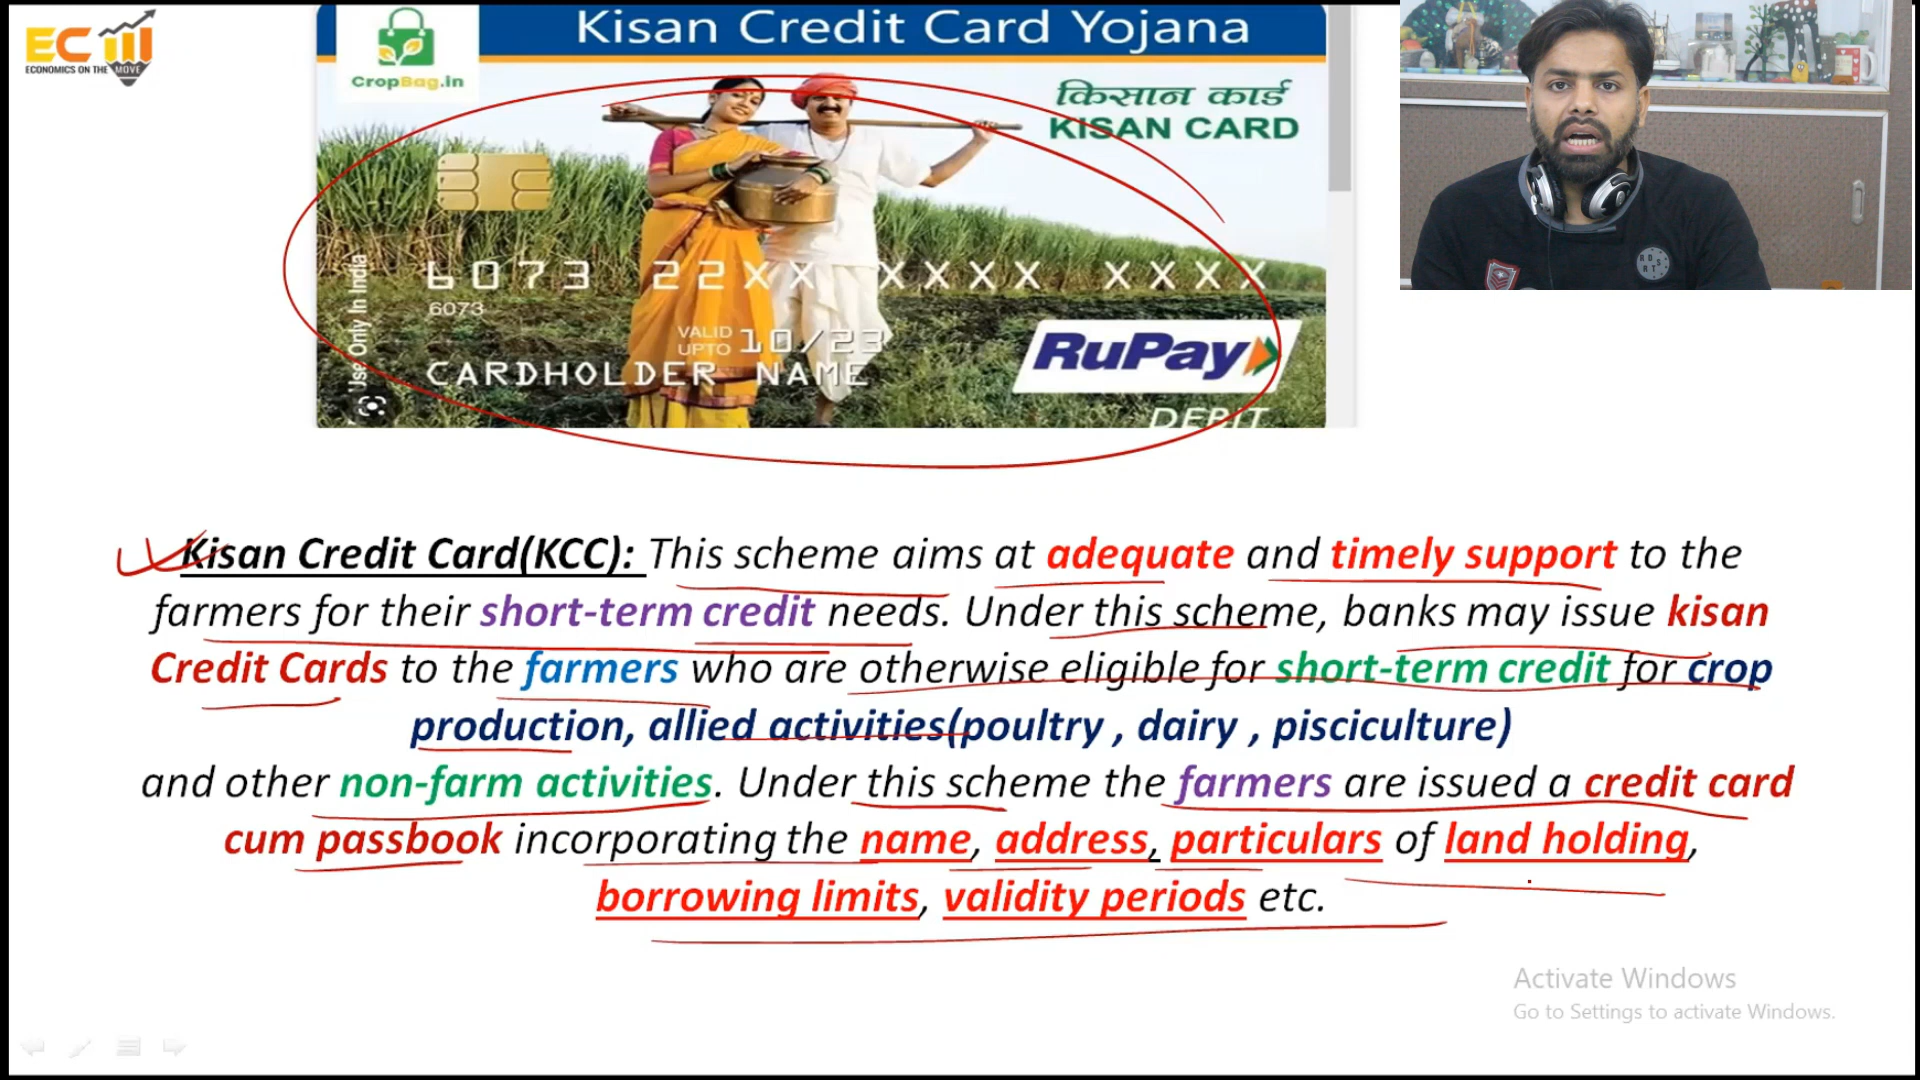 ECM
ECONOMICS ON THE MOVE
CropBag.in
Kisan Credit Card Yojana
किसान कार्ड
KISAN CARD
Use Only In India
6073 22XX XXXX XXXX
6073
VALID UPTO 10/23
CARDHOLDER NAME
RuPay
DEBIT
Kisan Credit Card(KCC): This scheme aims at adequate and timely support to the
farmers for their short-term credit needs. Under this scheme, banks may issue kisan
Credit Cards to the farmers who are otherwise eligible for short-term credit for crop
production, allied activities(poultry , dairy , pisciculture)
and other non-farm activities. Under this scheme the farmers are issued a credit card
cum passbook incorporating the name, address, particulars of land holding,
borrowing limits, validity periods etc.
Activate Windows
Go to Settings to activate Windows.